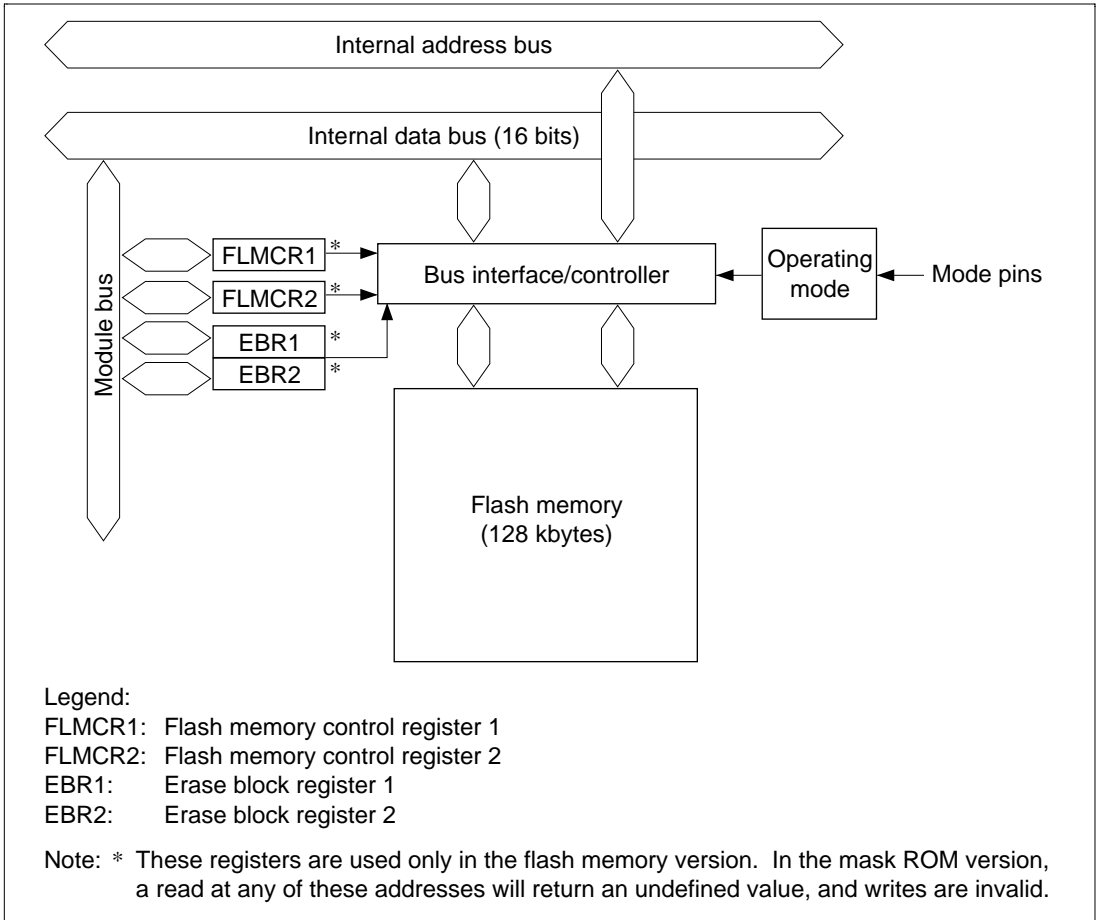 Internal address bus
Internal data bus (16 bits)
Module bus
FLMCR1 *
FLMCR2 *
EBR1 *
EBR2 *
Bus interface/controller
Operating
mode
Mode pins
Flash memory
(128 kbytes)
Legend:
FLMCR1: Flash memory control register 1
FLMCR2: Flash memory control register 2
EBR1: Erase block register 1
EBR2: Erase block register 2
Note: * These registers are used only in the flash memory version. In the mask ROM version,
a read at any of these addresses will return an undefined value, and writes are invalid.